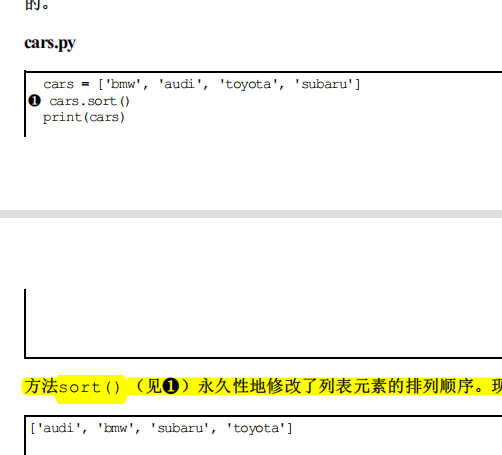 的。
cars.py
cars = ['bmw', 'audi', 'toyota', 'subaru']
❶ cars.sort()
print(cars)
方法sort()（见❶）永久性地修改了列表元素的排列顺序。现
['audi', 'bmw', 'subaru', 'toyota']